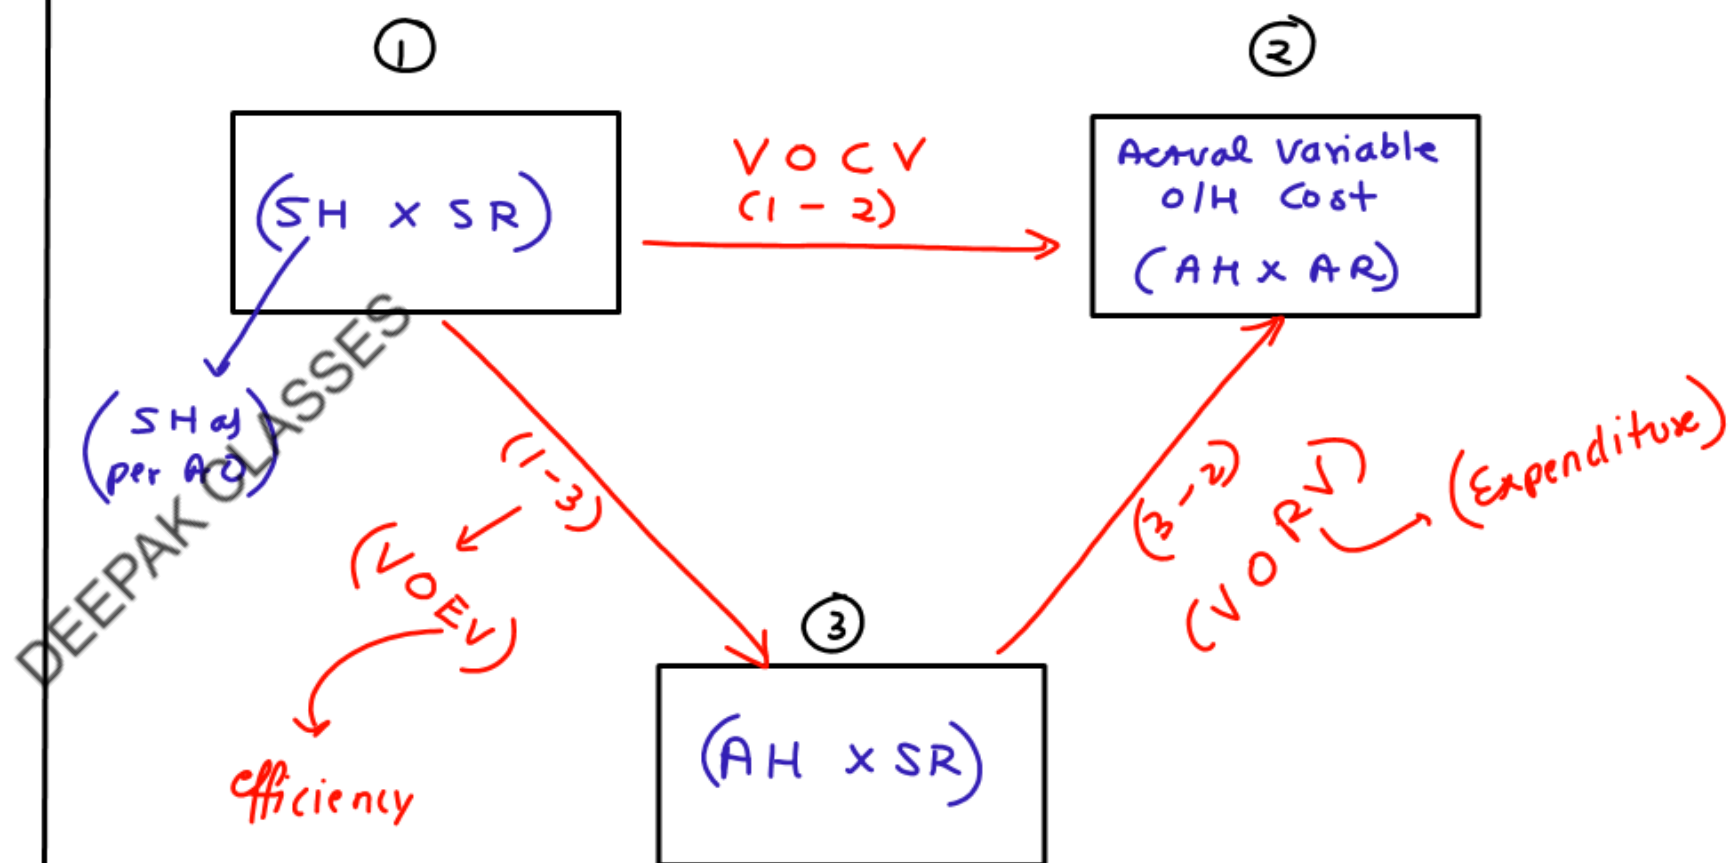 ①
②
(SH × SR)
VOCV
(1 - 2)
Actual Variable
O/H Cost
(AH × AR)
(SH as
per AO)
(1-3)
(VOEV)
efficiency
(3-2)
(VORV)
(Expenditure)
③
(AH × SR)
DEEPAK CLASSES